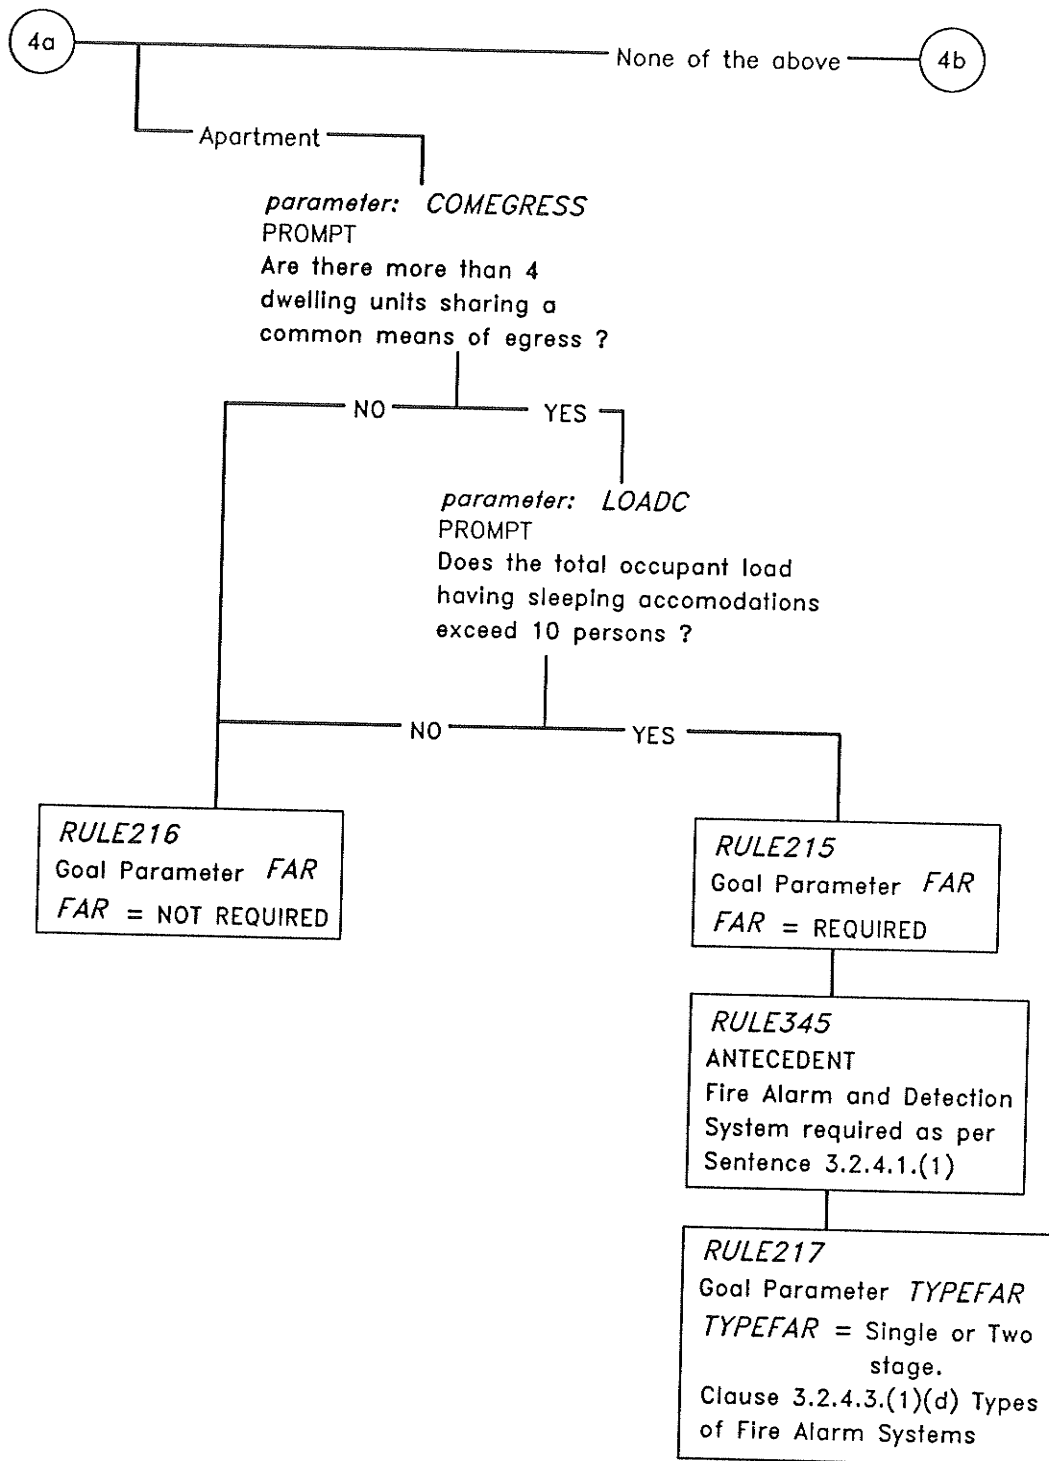 4a
None of the above
4b
Apartment
parameter: COMEGRESS
PROMPT
Are there more than 4
dwelling units sharing a
common means of egress ?
NO
YES
parameter: LOADC
PROMPT
Does the total occupant load
having sleeping accomodations
exceed 10 persons ?
NO
YES
RULE216
Goal Parameter FAR
FAR = NOT REQUIRED
RULE215
Goal Parameter FAR
FAR = REQUIRED
RULE345
ANTECEDENT
Fire Alarm and Detection
System required as per
Sentence 3.2.4.1.(1)
RULE217
Goal Parameter TYPEFAR
TYPEFAR = Single or Two
stage.
Clause 3.2.4.3.(1)(d) Types
of Fire Alarm Systems